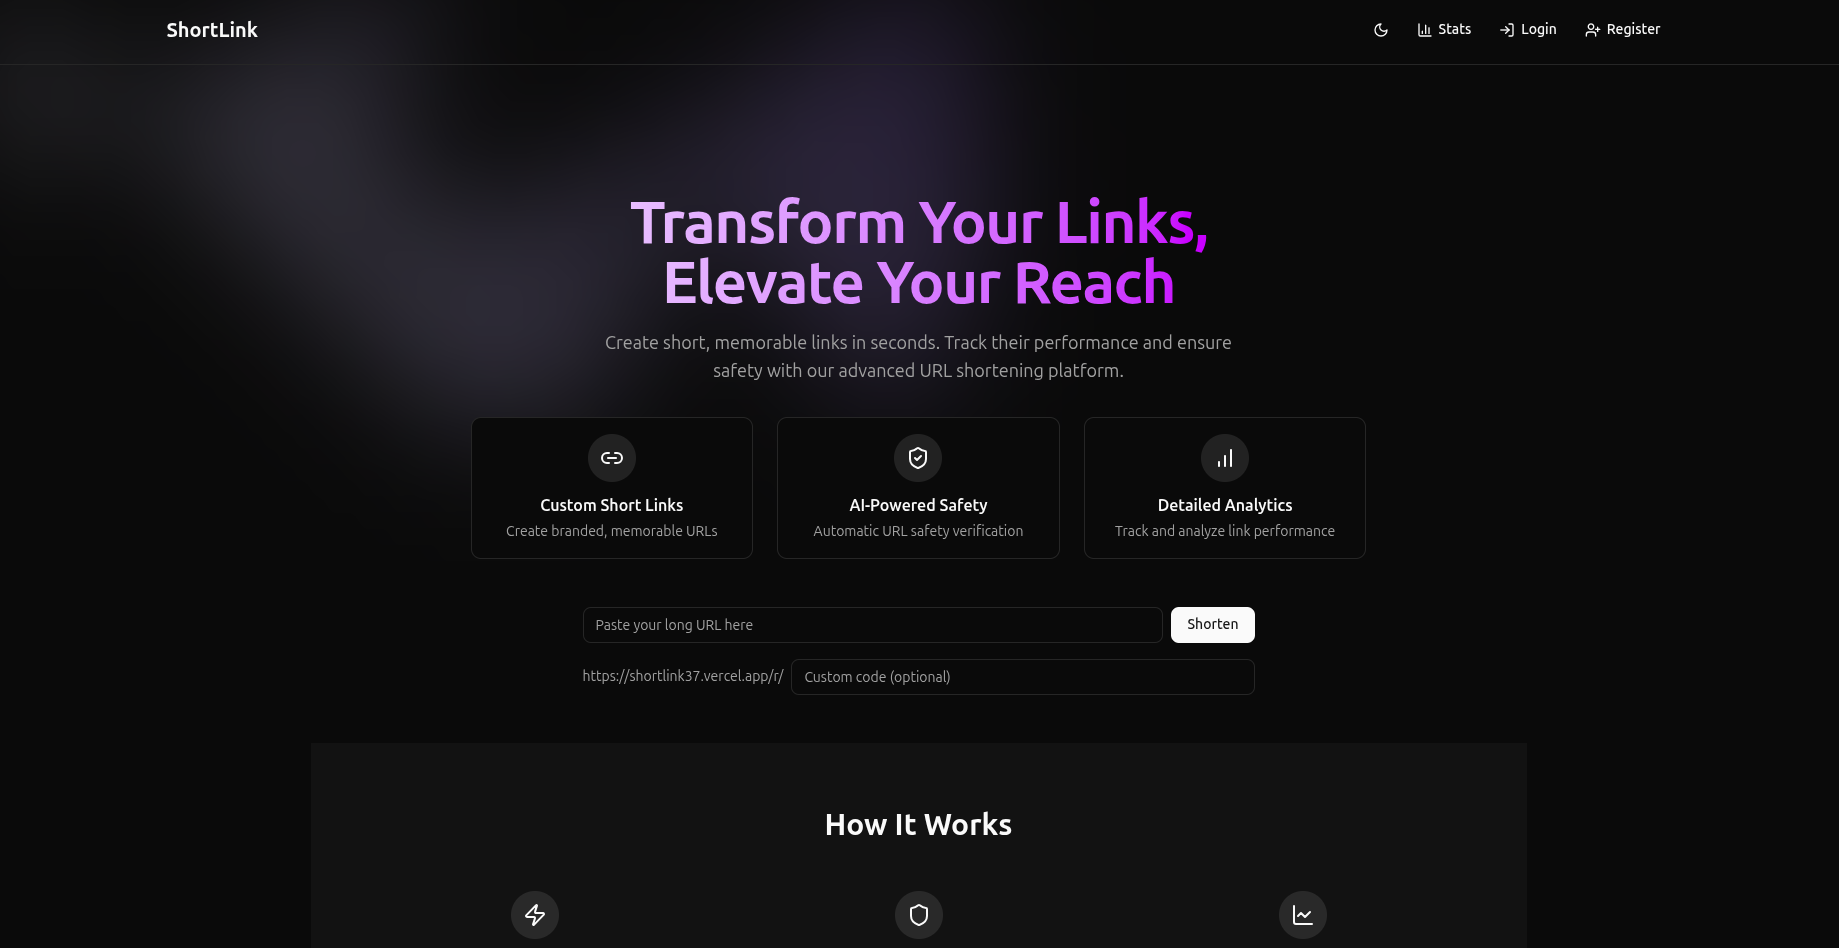 ShortLink
Stats
Login
Register
Transform Your Links,
Elevate Your Reach
Create short, memorable links in seconds. Track their performance and ensure
safety with our advanced URL shortening platform.
Custom Short Links
Create branded, memorable URLs
AI-Powered Safety
Automatic URL safety verification
Detailed Analytics
Track and analyze link performance
Paste your long URL here
Shorten
https://shortlink37.vercel.app/r/
Custom code (optional)
How It Works